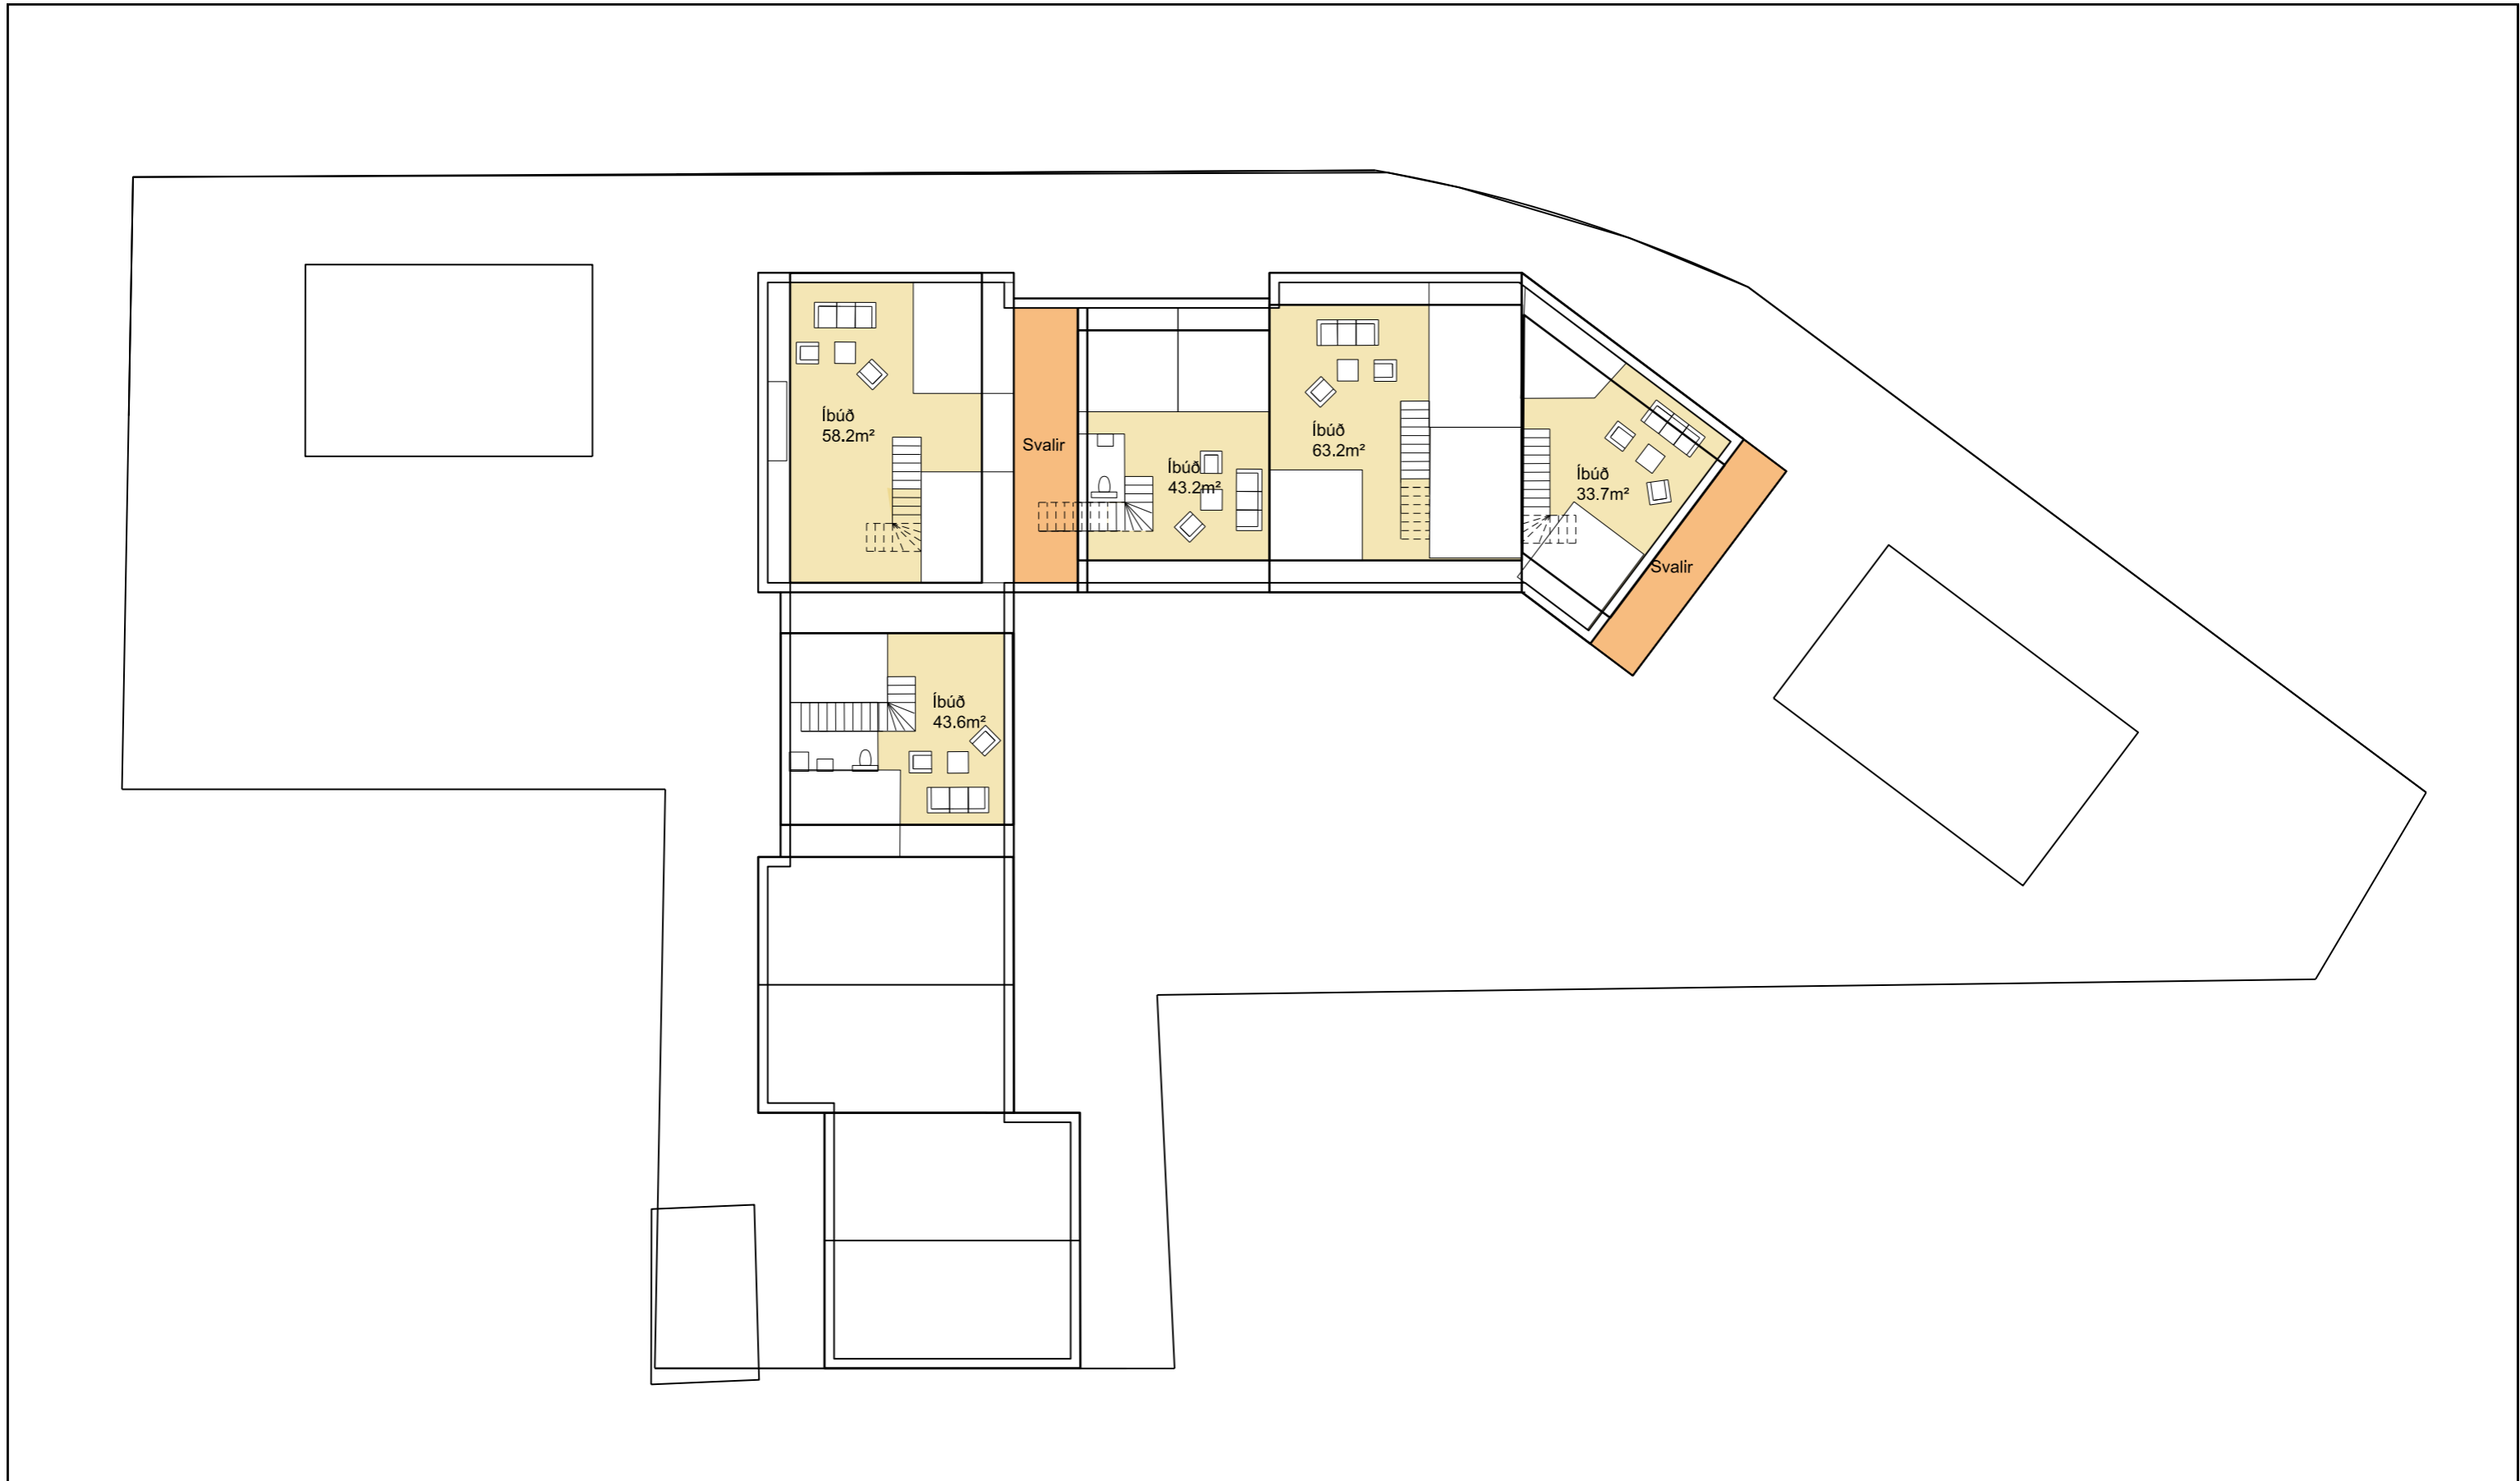 Íbúð
58.2m²
Svalir
Íbúð
43.2m²
Íbúð
63.2m²
Íbúð
33.7m²
Svalir
Íbúð
43.6m²